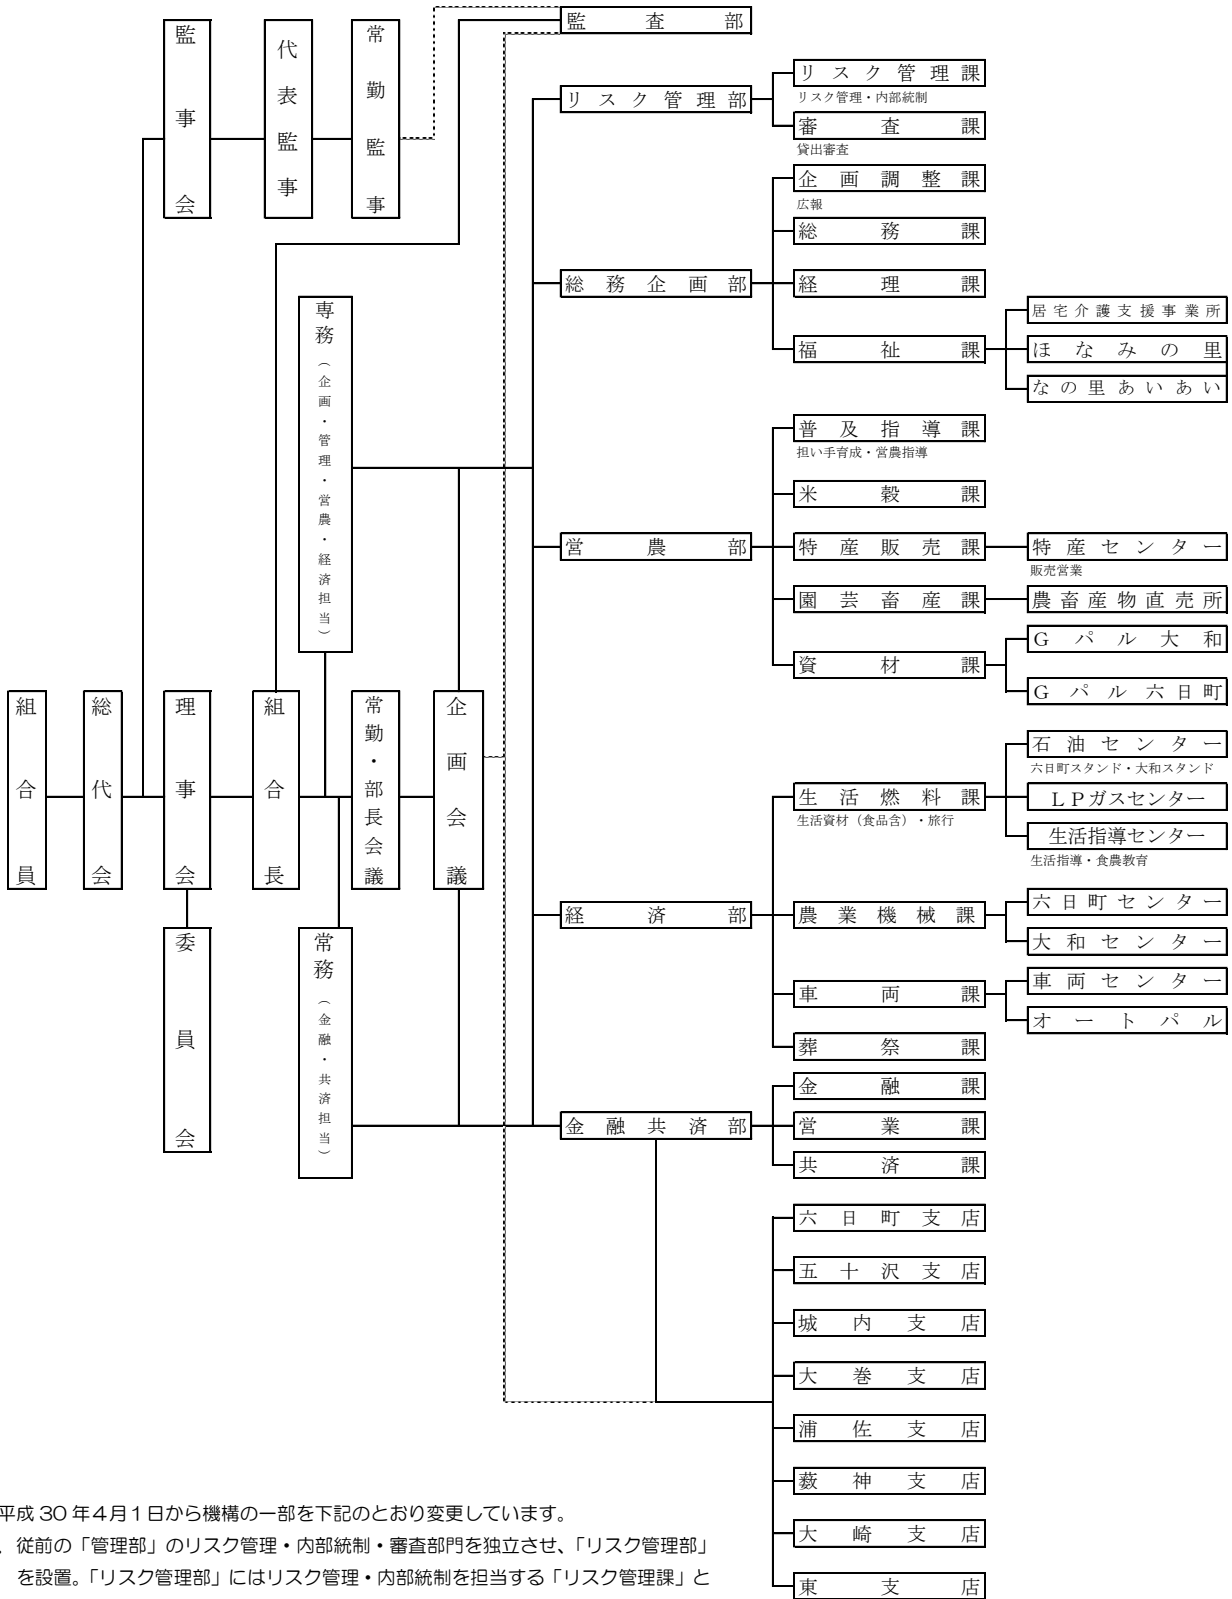 監事会
代表監事
常勤監事
監査部
リスク管理部
リスク管理課
リスク管理・内部統制
審査課
貸出審査
総務企画部
企画調整課
広報
総務課
経理課
福祉課
居宅介護支援事業所
ほなみの里
なの里あいあい
専務（企画・管理・営農・経済担当）
営農部
普及指導課
担い手育成・営農指導
米穀課
特産販売課
特産センター
販売営業
園芸畜産課
農畜産物直売所
資材課
Gパル大和
Gパル六日町
組合員
総代会
理事会
組合長
常勤・部長会議
企画会議
委員会
常務（金融・共済担当）
経済部
生活燃料課
生活資材（食品含）・旅行
石油センター
六日町スタンド・大和スタンド
ＬＰガスセンター
生活指導センター
生活指導・食農教育
農業機械課
六日町センター
大和センター
車両課
車両センター
オートパル
葬祭課
金融共済部
金融課
営業課
共済課
六日町支店
五十沢支店
城内支店
大巻支店
浦佐支店
薮神支店
大崎支店
東支店
平成 30 年４月１日から機構の一部を下記のとおり変更しています。
従前の「管理部」のリスク管理・内部統制・審査部門を独立させ、「リスク管理部」
を設置。「リスク管理部」にはリスク管理・内部統制を担当する「リスク管理課」と